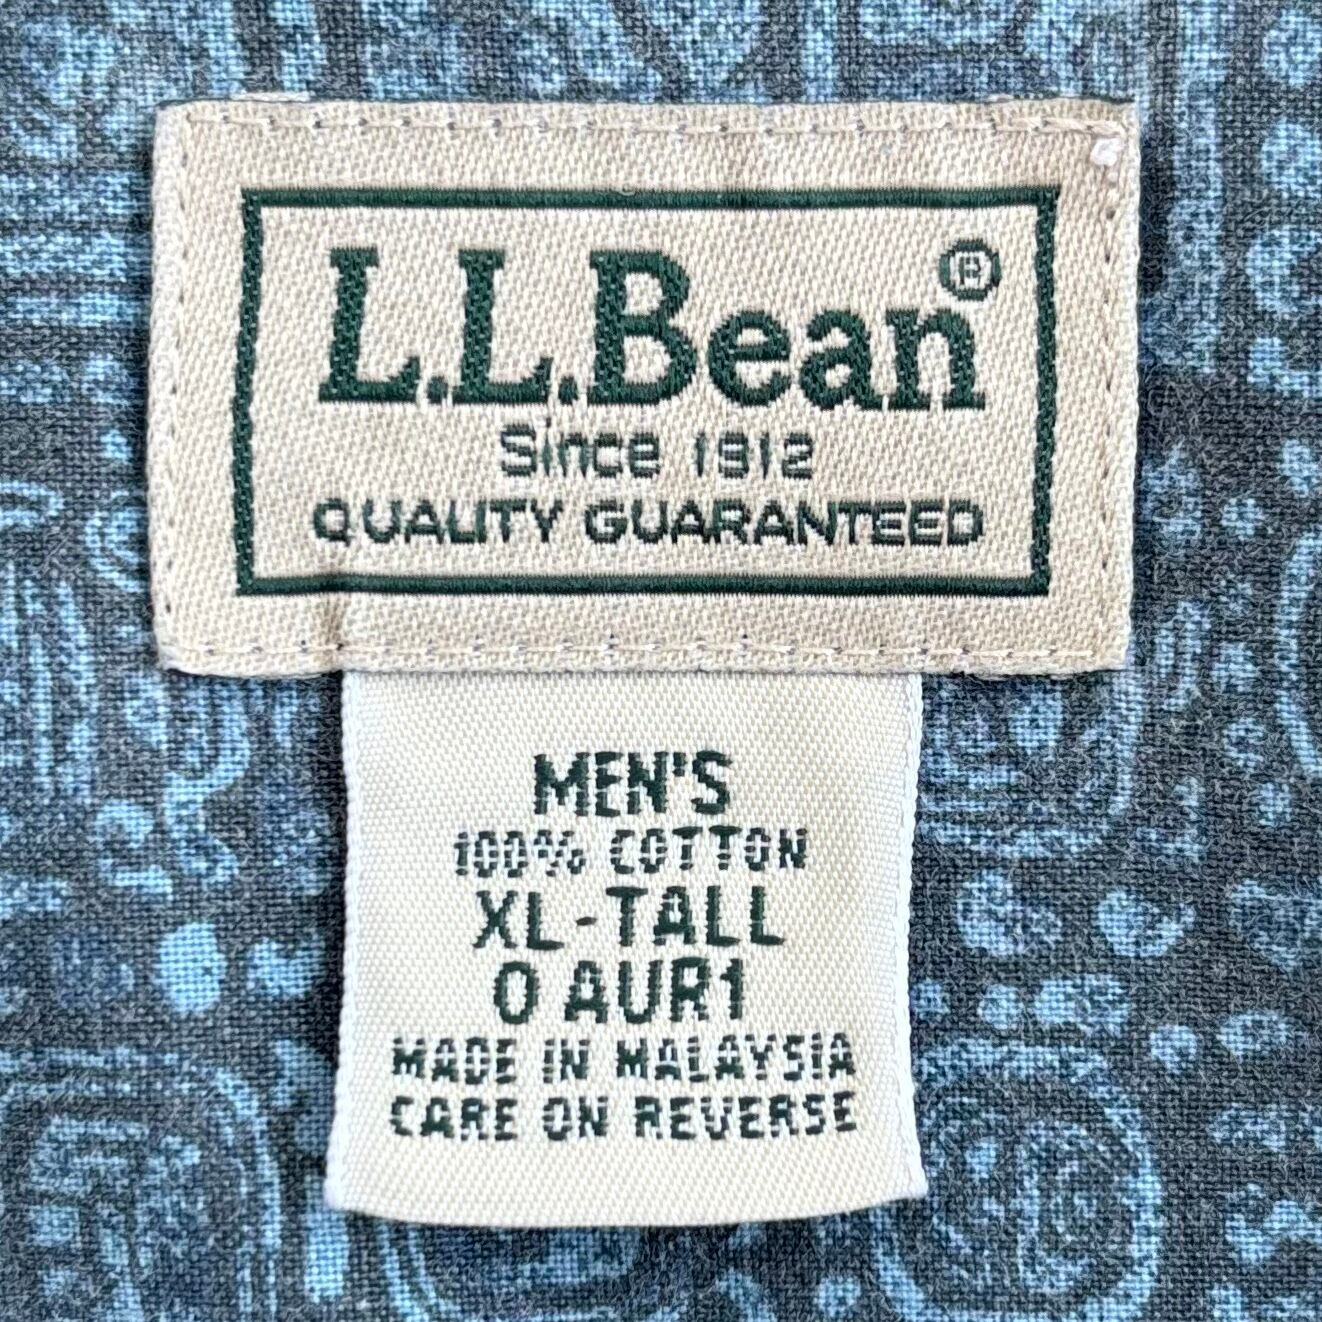 L.L.Bean®
Since 1912
QUALITY GUARANTEED
MEN'S
100% COTTON
XL-TALL
0 AUR1
MADE IN MALAYSIA
CARE ON REVERSE